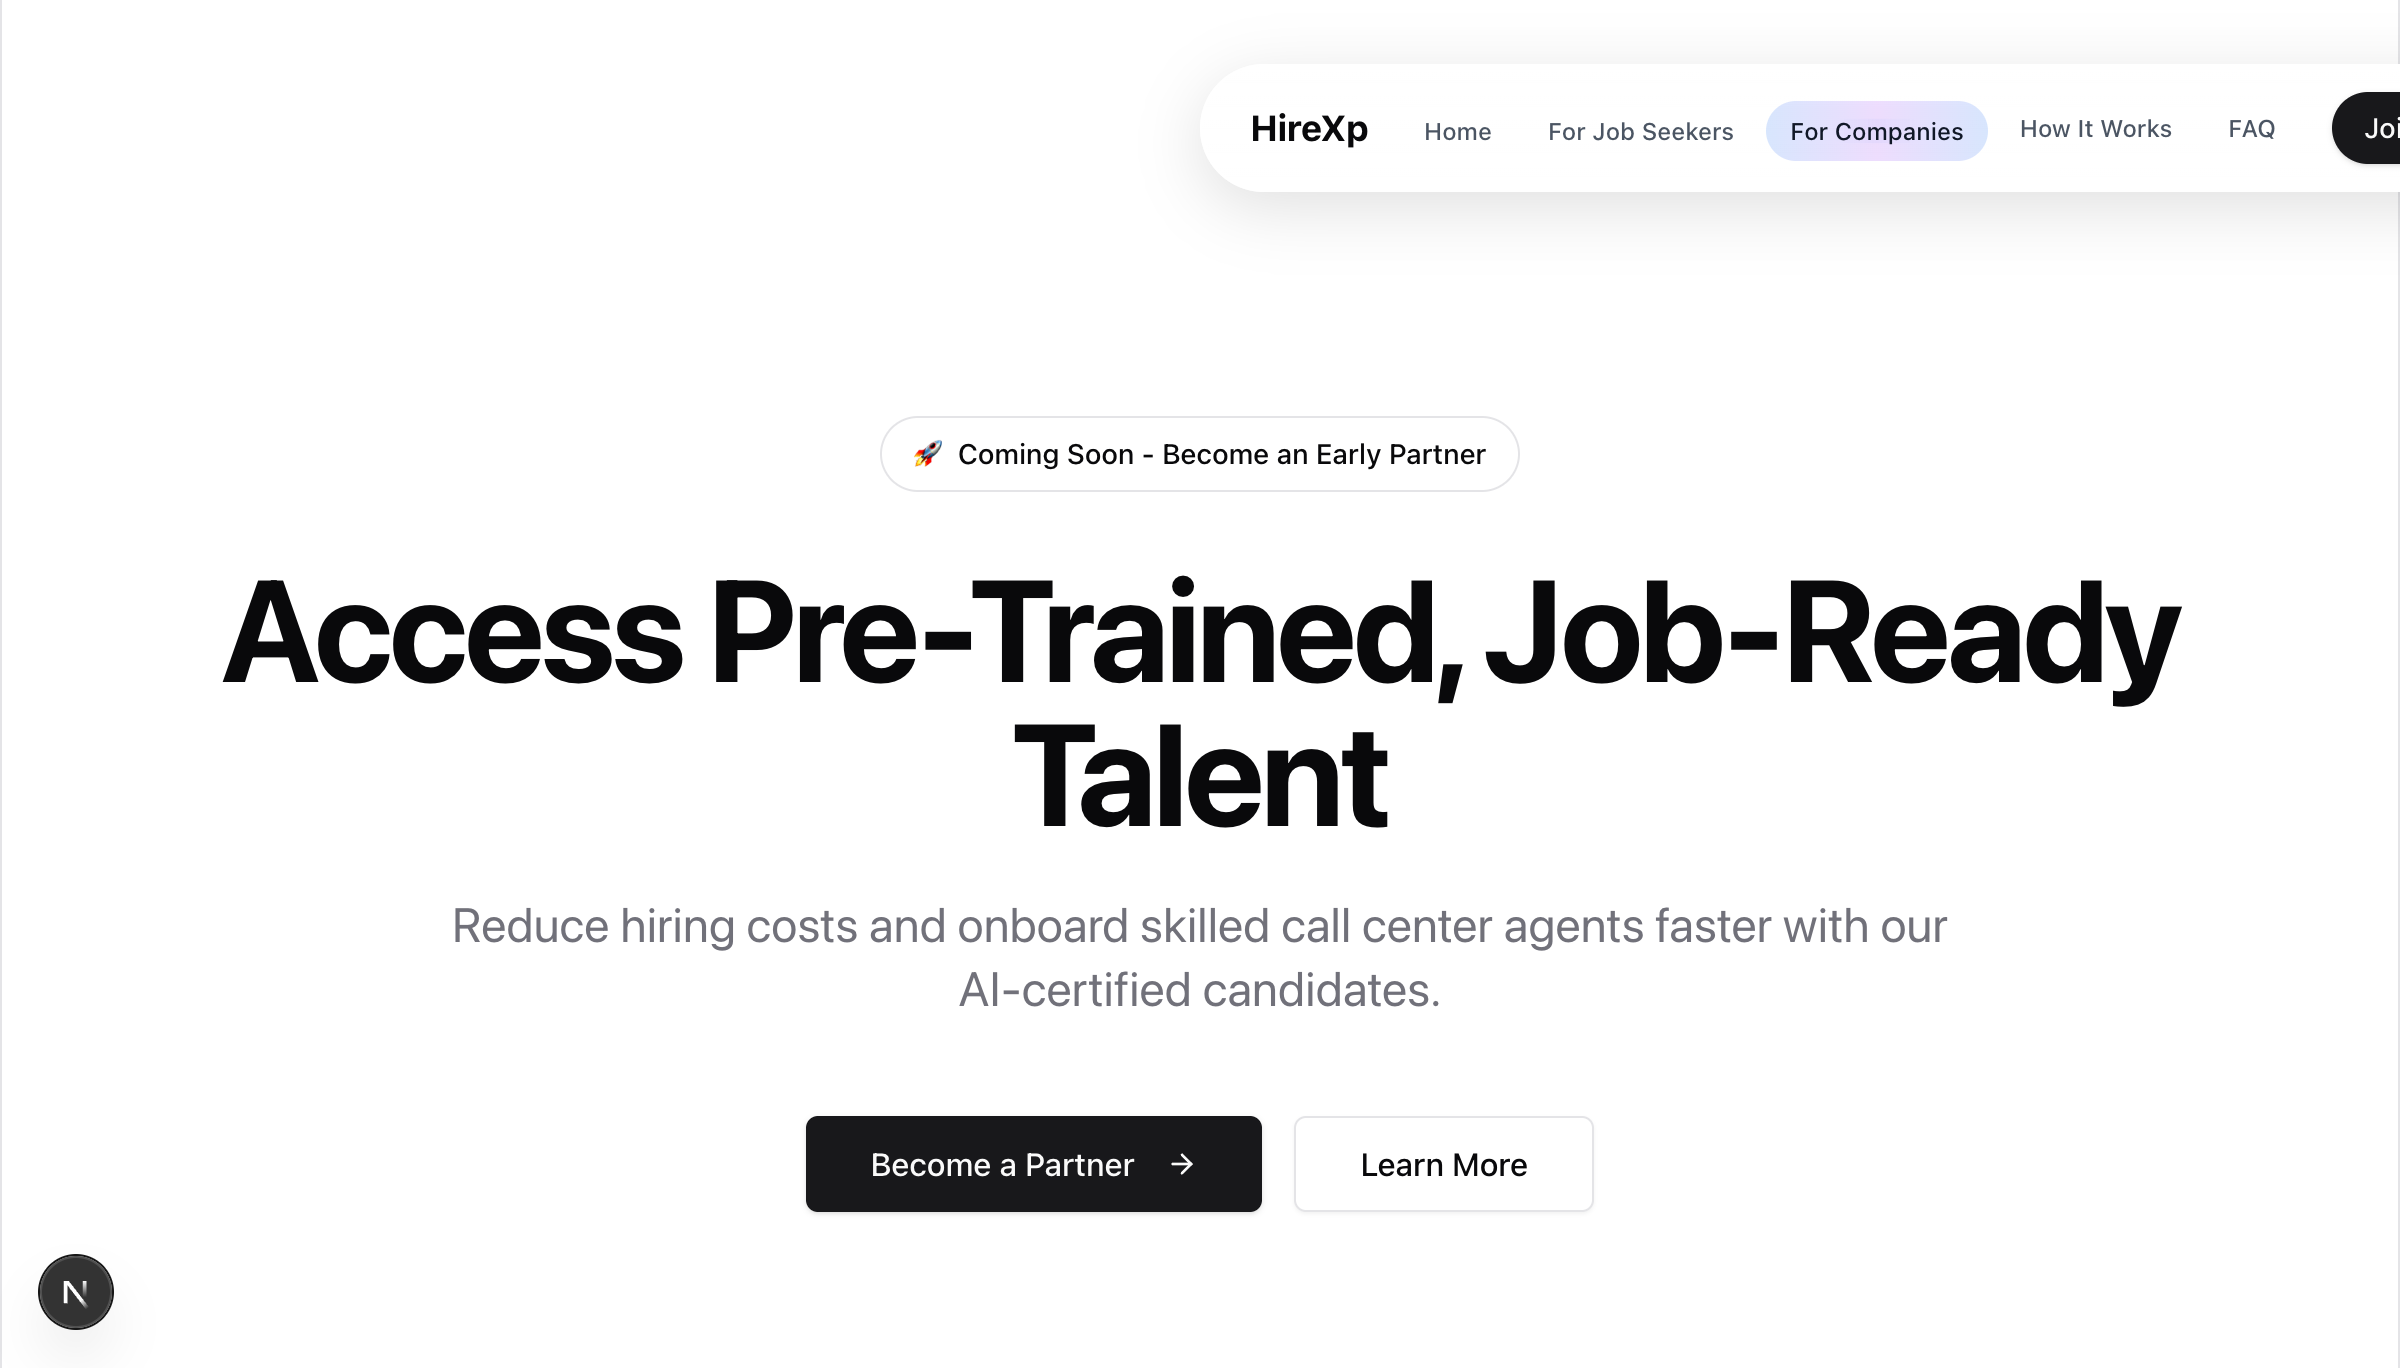 HireXp Home For Job Seekers For Companies How It Works FAQ
🚀 Coming Soon - Become an Early Partner
Access Pre-Trained, Job-Ready
Talent
Reduce hiring costs and onboard skilled call center agents faster with our
AI-certified candidates.
Become a Partner → Learn More
N